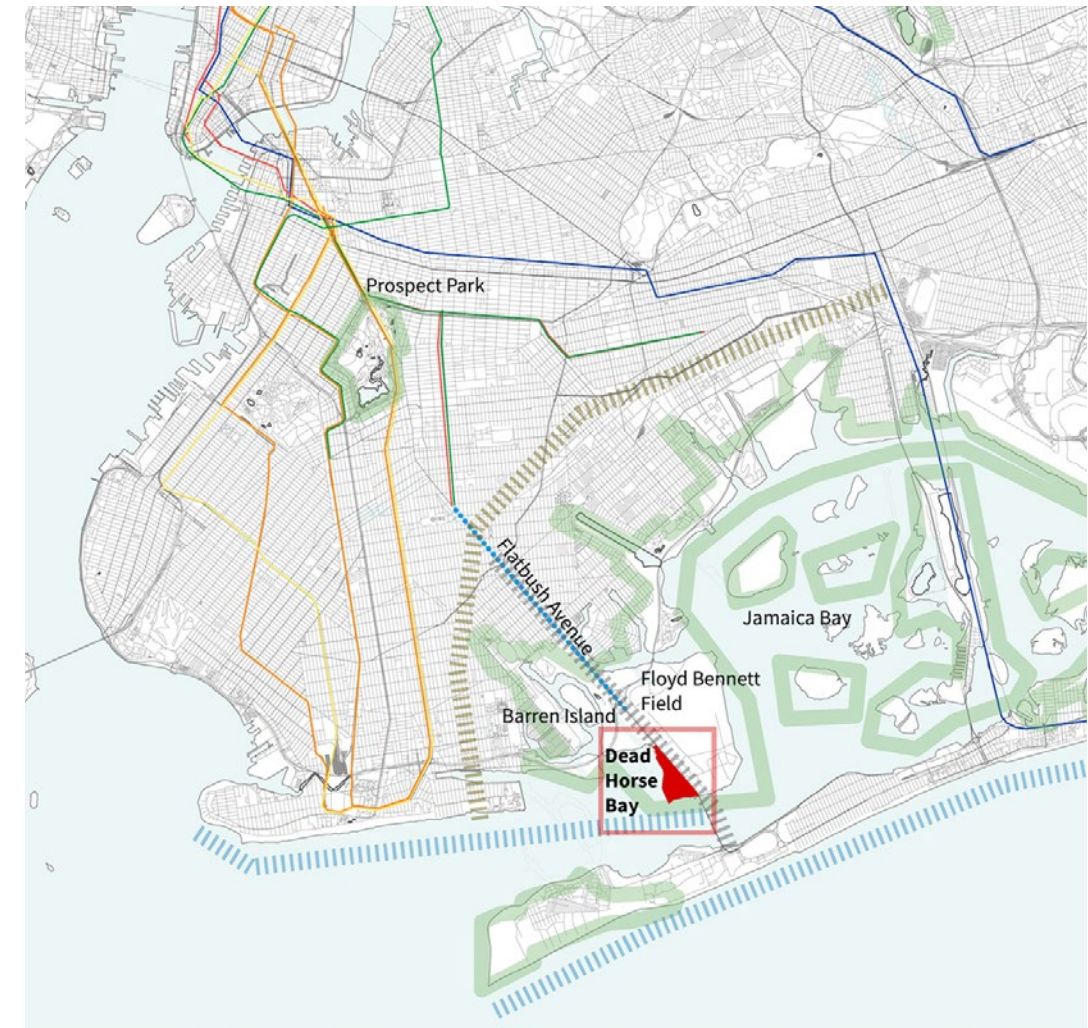 Prospect Park
Flatbush Avenue
Jamaica Bay
Floyd Bennett
Field
Barren Island
Dead
Horse
Bay